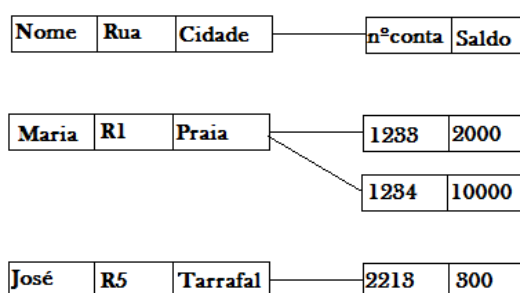 Nome Rua Cidade nºconta Saldo
Maria R1 Praia 1233 2000
1234 10000
José R5 Tarrafal 2213 300